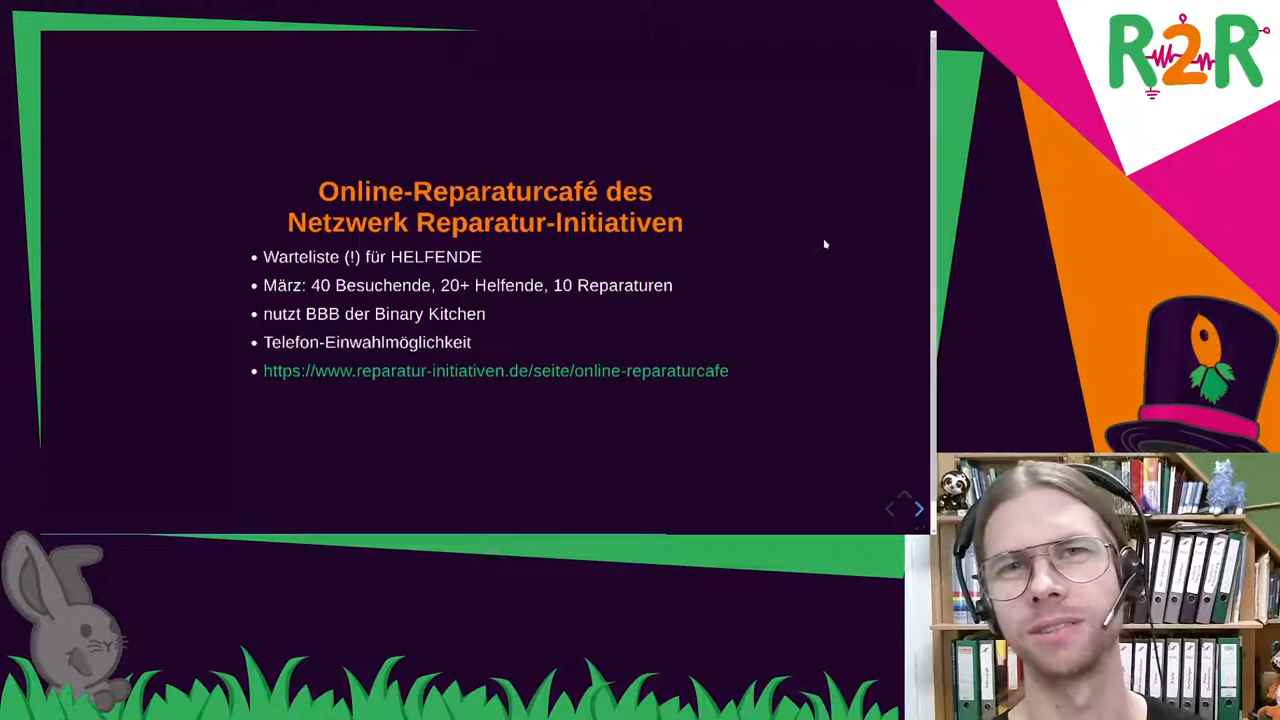 R2R
Online-Reparaturcafé des
Netzwerk Reparatur-Initiativen
• Warteliste (!) für HELFENDE
• März: 40 Besuchende, 20+ Helfende, 10 Reparaturen
• nutzt BBB der Binary Kitchen
• Telefon-Einwahlmöglichkeit
• https://www.reparatur-initiativen.de/seite/online-reparaturcafe